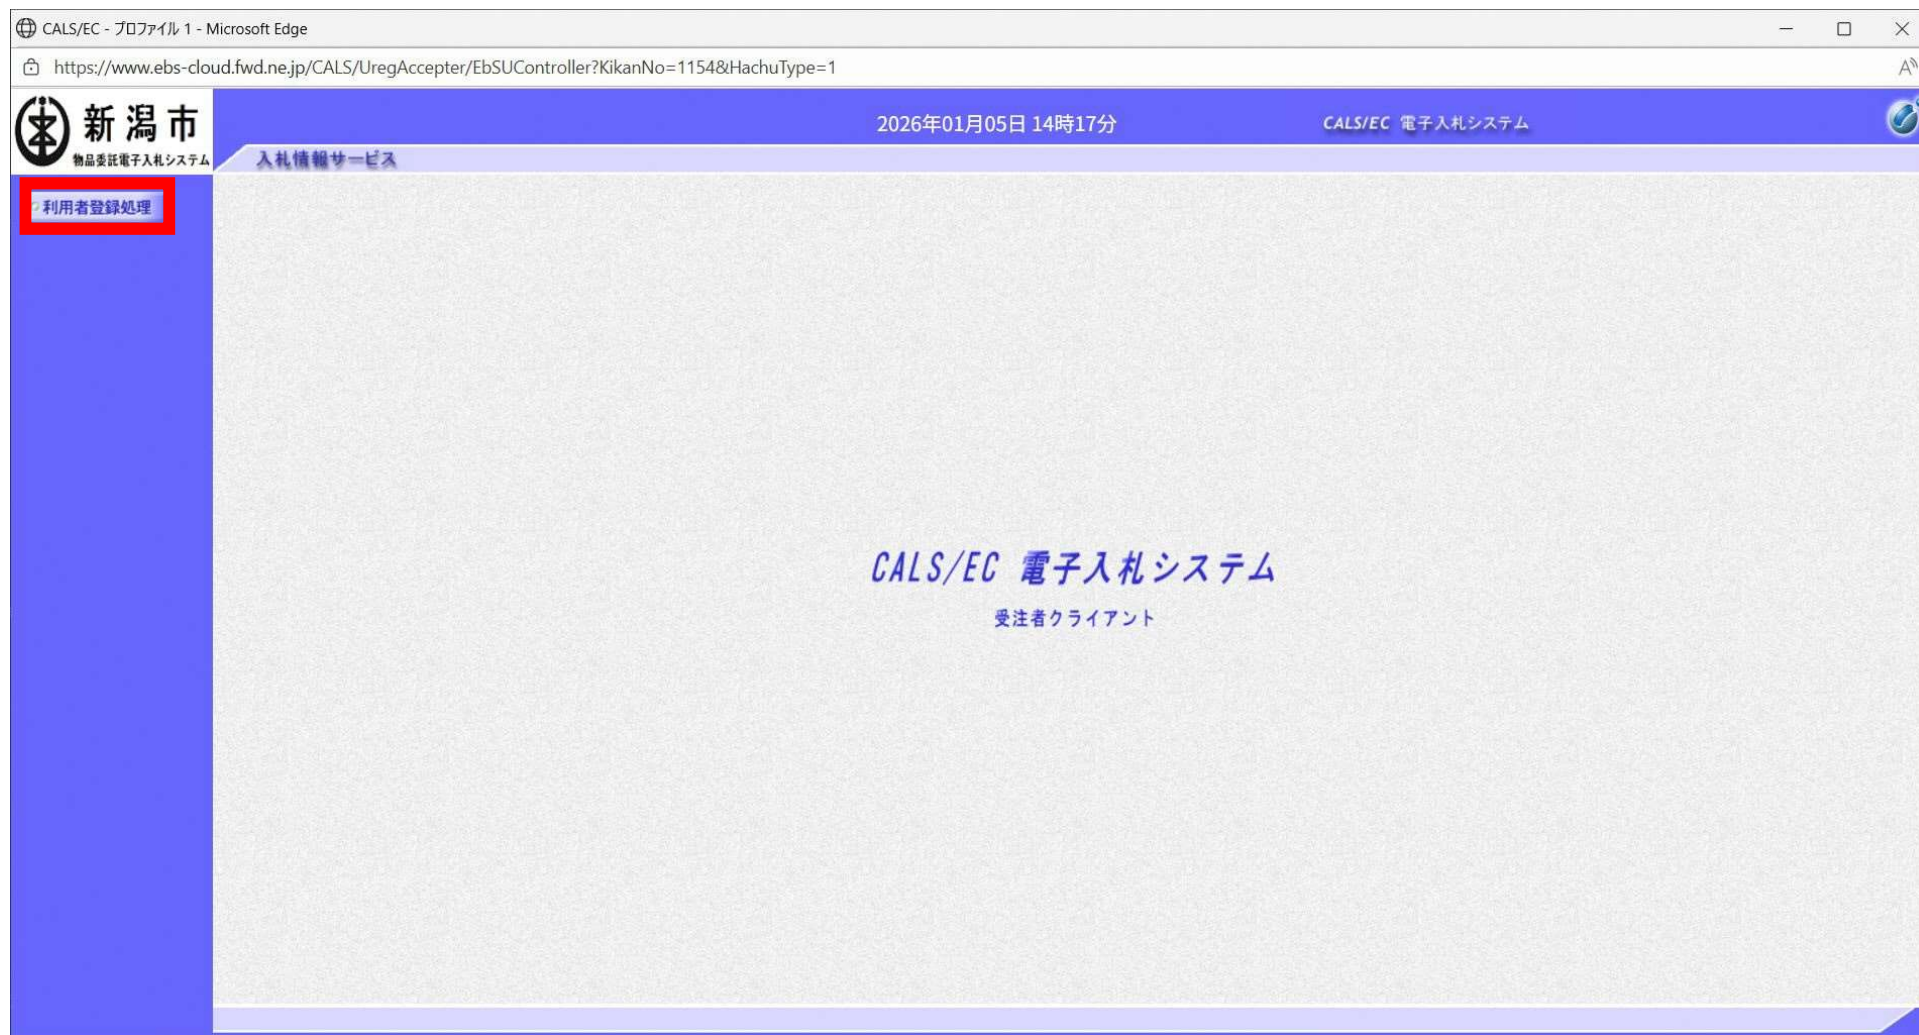 CALS/EC - プロファイル 1 - Microsoft Edge
https://www.ebs-cloud.fwd.ne.jp/CALS/UregAccepter/EbSUController?KikanNo=1154&HachuType=1
新潟市
物品委託電子入札システム
2026年01月05日 14時17分
CALS/EC 電子入札システム
入札情報サービス
利用者登録処理
CALS/EC 電子入札システム
受注者クライアント